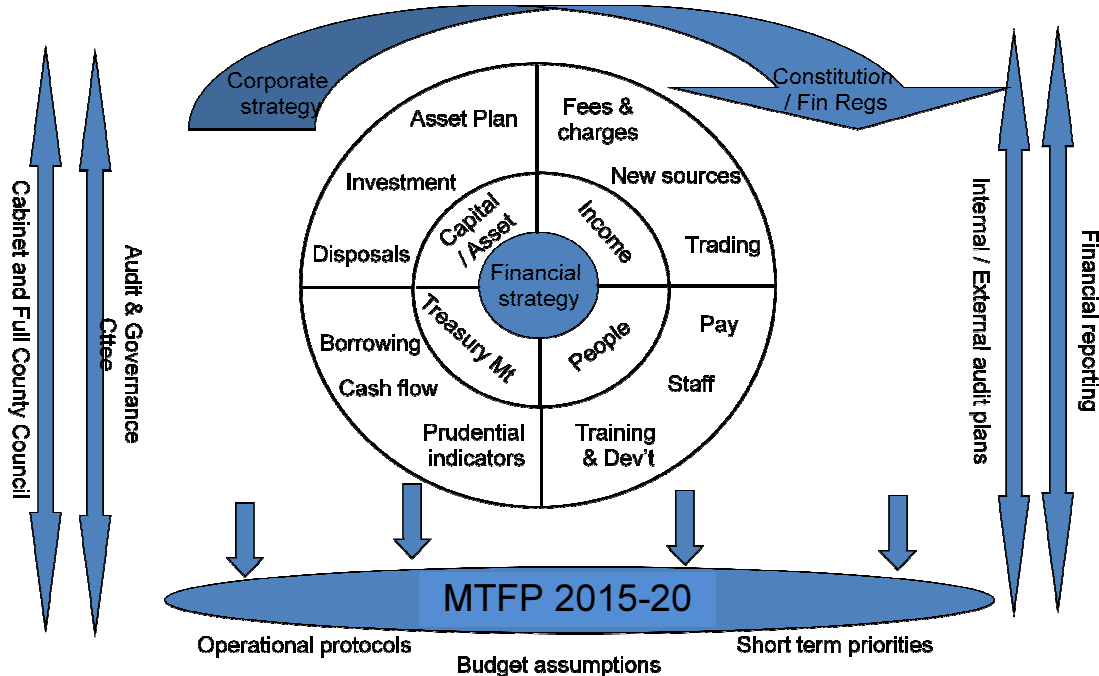 Corporate
strategy
Constitution
/ Fin Regs
Asset Plan
Fees &
charges
Investment
New sources
Disposals
Trading
Capital
/ Asset
Income
Financial
strategy
Treasury Mt
People
Borrowing
Cash flow
Prudential
indicators
Pay
Staff
Training
& Dev't
Cabinet and Full County Council
Audit & Governance
Cttee
Internal / External audit plans
Financial reporting
MTFP 2015-20
Operational protocols
Budget assumptions
Short term priorities